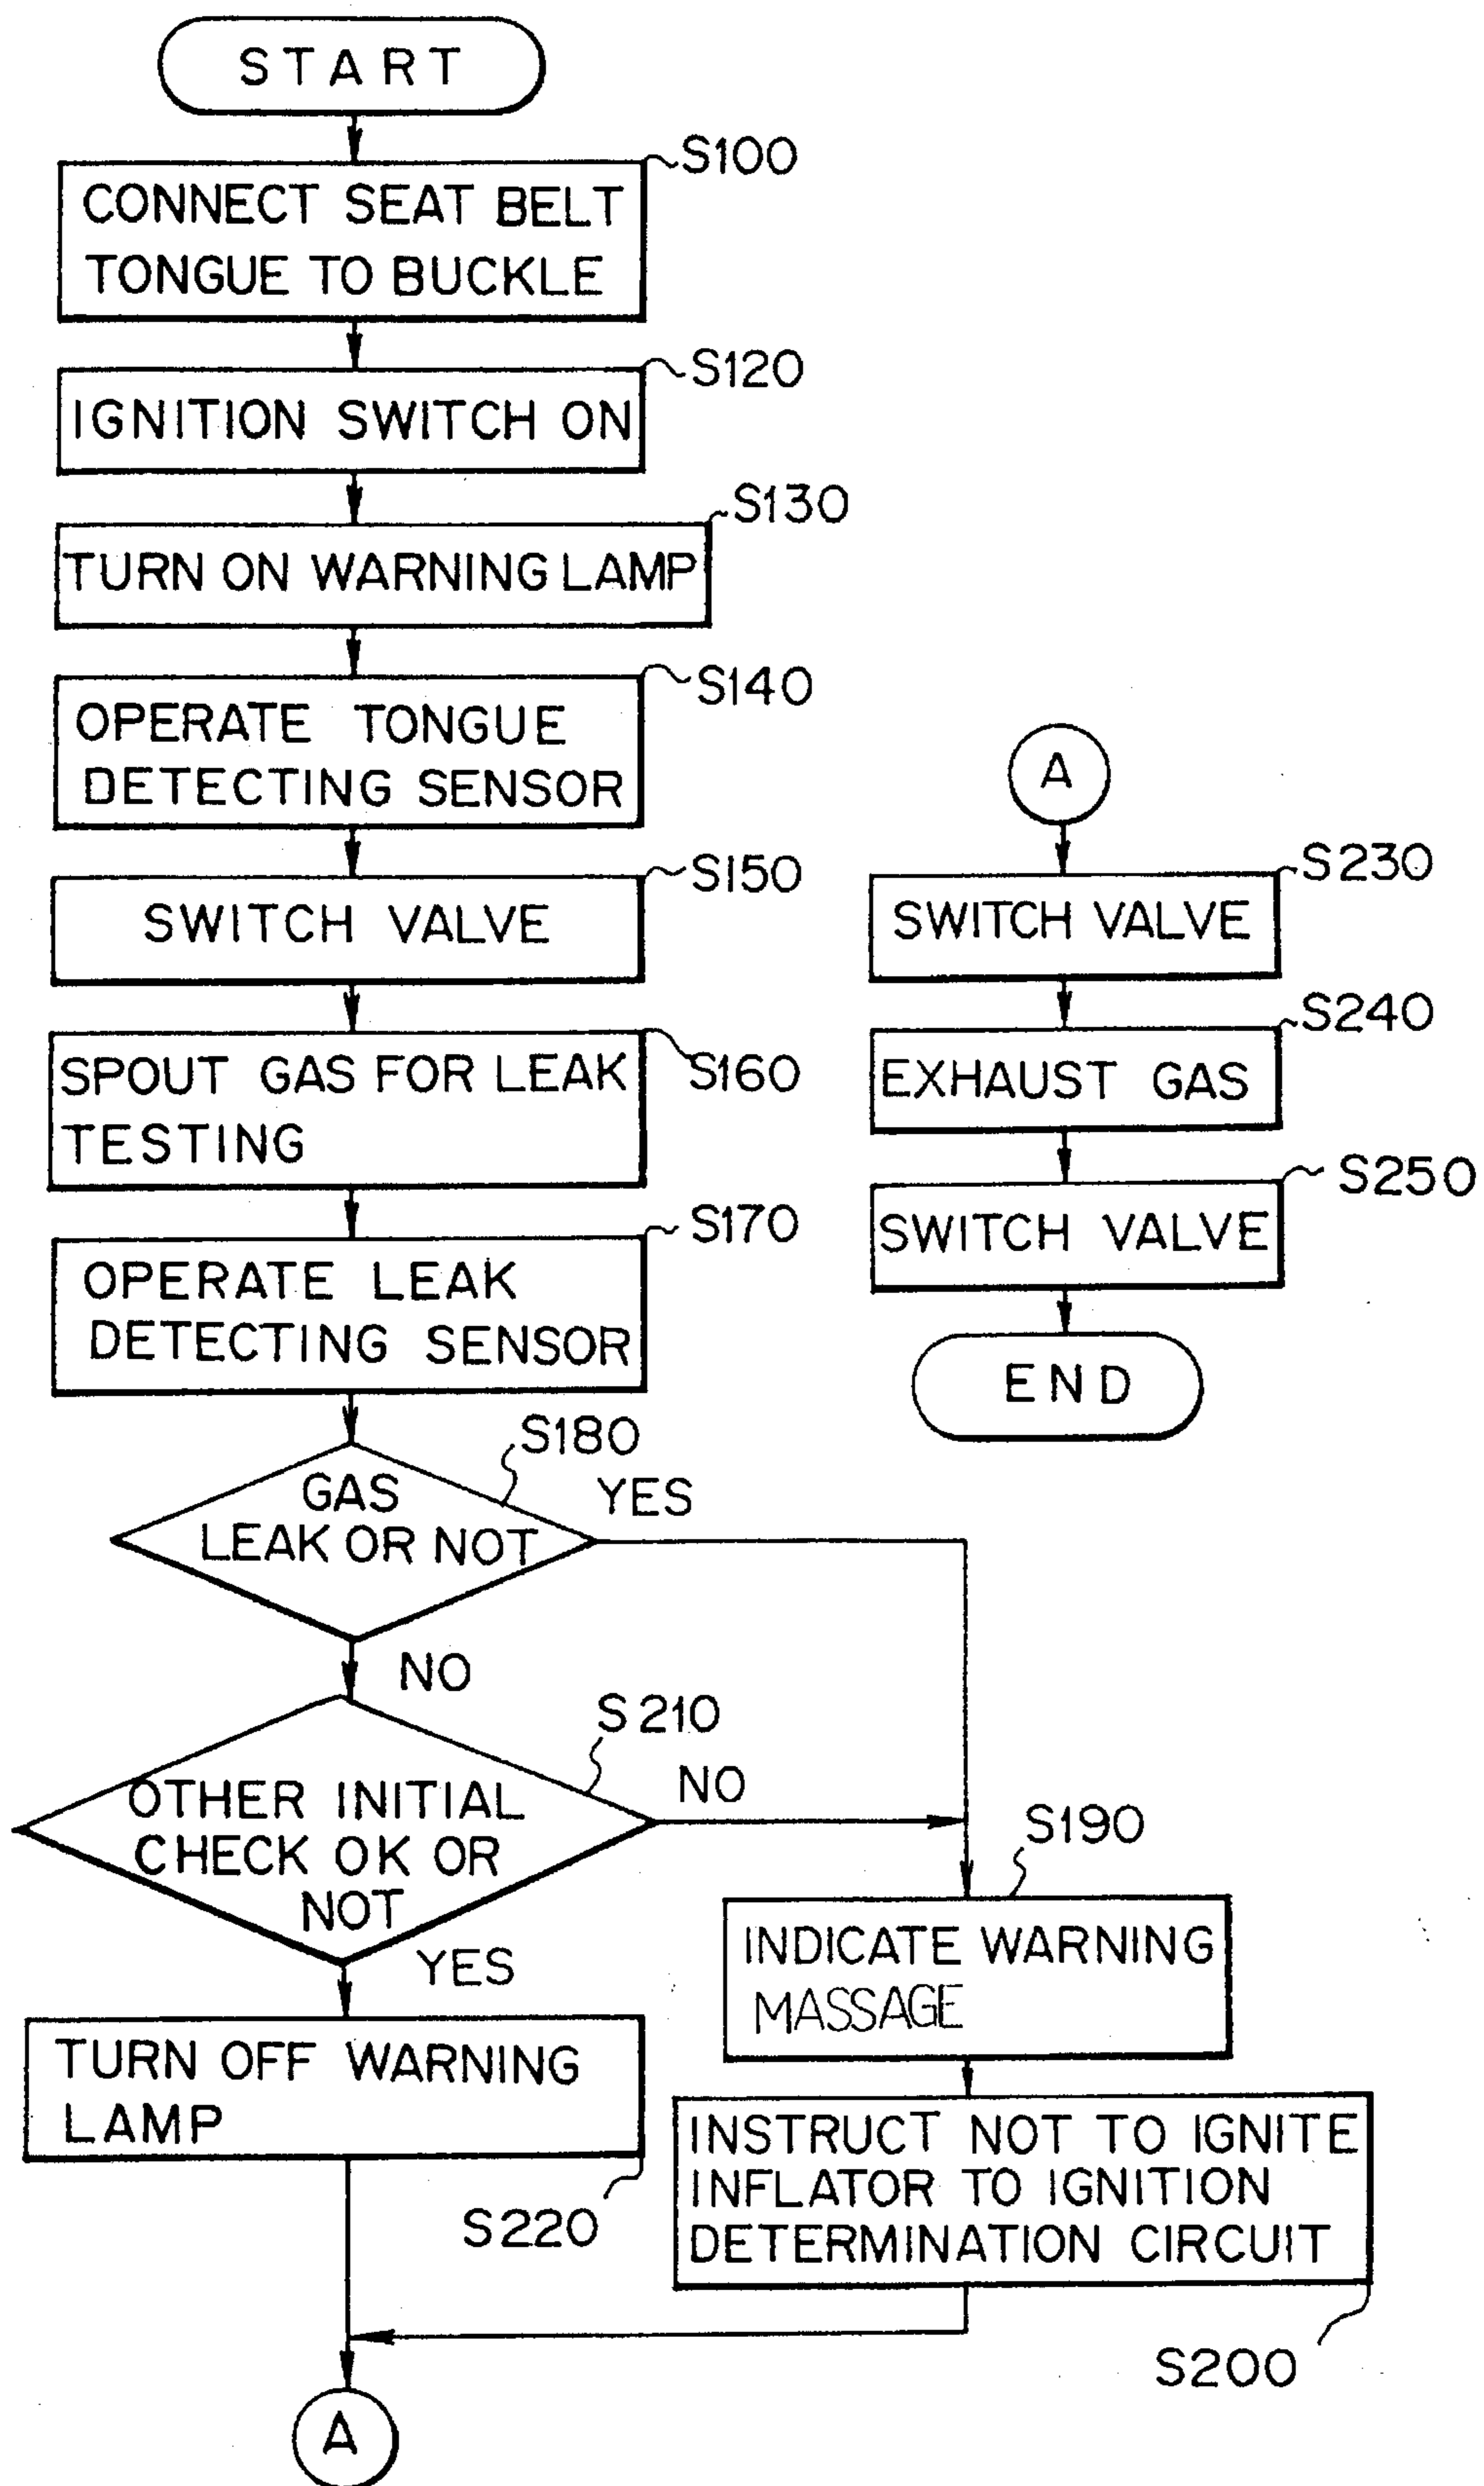 START
S100
CONNECT SEAT BELT
TONGUE TO BUCKLE
S120
IGNITION SWITCH ON
S130
TURN ON WARNING LAMP
S140
OPERATE TONGUE
DETECTING SENSOR
S150
SWITCH VALVE
S160
SPOUT GAS FOR LEAK
TESTING
S170
OPERATE LEAK
DETECTING SENSOR
S180
GAS
LEAK OR NOT
YES
NO
S210
OTHER INITIAL
CHECK OK OR
NOT
NO
YES
S190
INDICATE WARNING
MASSAGE
TURN OFF WARNING
LAMP
S220
INSTRUCT NOT TO IGNITE
INFLATOR TO IGNITION
DETERMINATION CIRCUIT
S200
A
A
S230
SWITCH VALVE
S240
EXHAUST GAS
S250
SWITCH VALVE
END